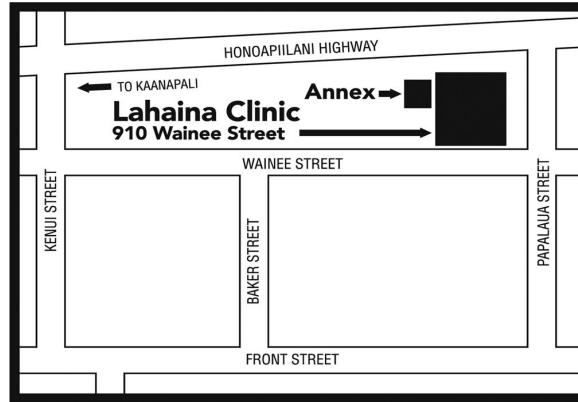 HONOAPIILANI HIGHWAY
TO KAANAPALI
Annex
Lahaina Clinic
910 Wainee Street
WAINEE STREET
KENUI STREET
BAKER STREET
PAPALAUA STREET
FRONT STREET